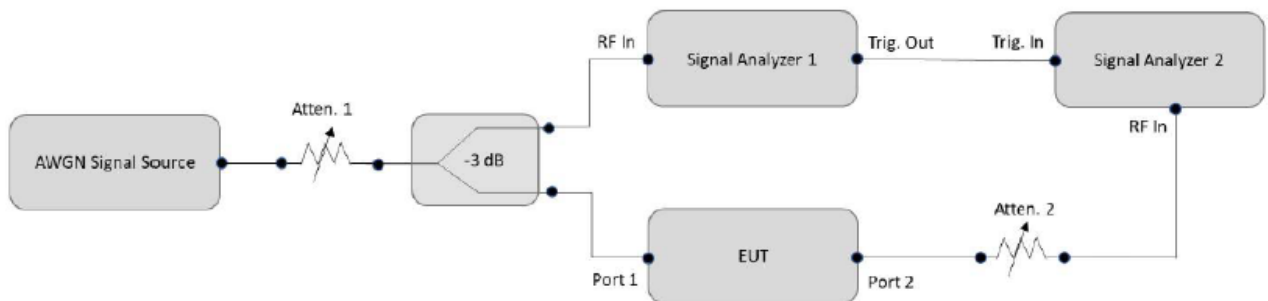 RF In
Signal Analyzer 1
Trig. Out
Trig. In
Signal Analyzer 2
Atten. 1
RF In
AWGN Signal Source
-3 dB
Atten. 2
EUT
Port 1
Port 2